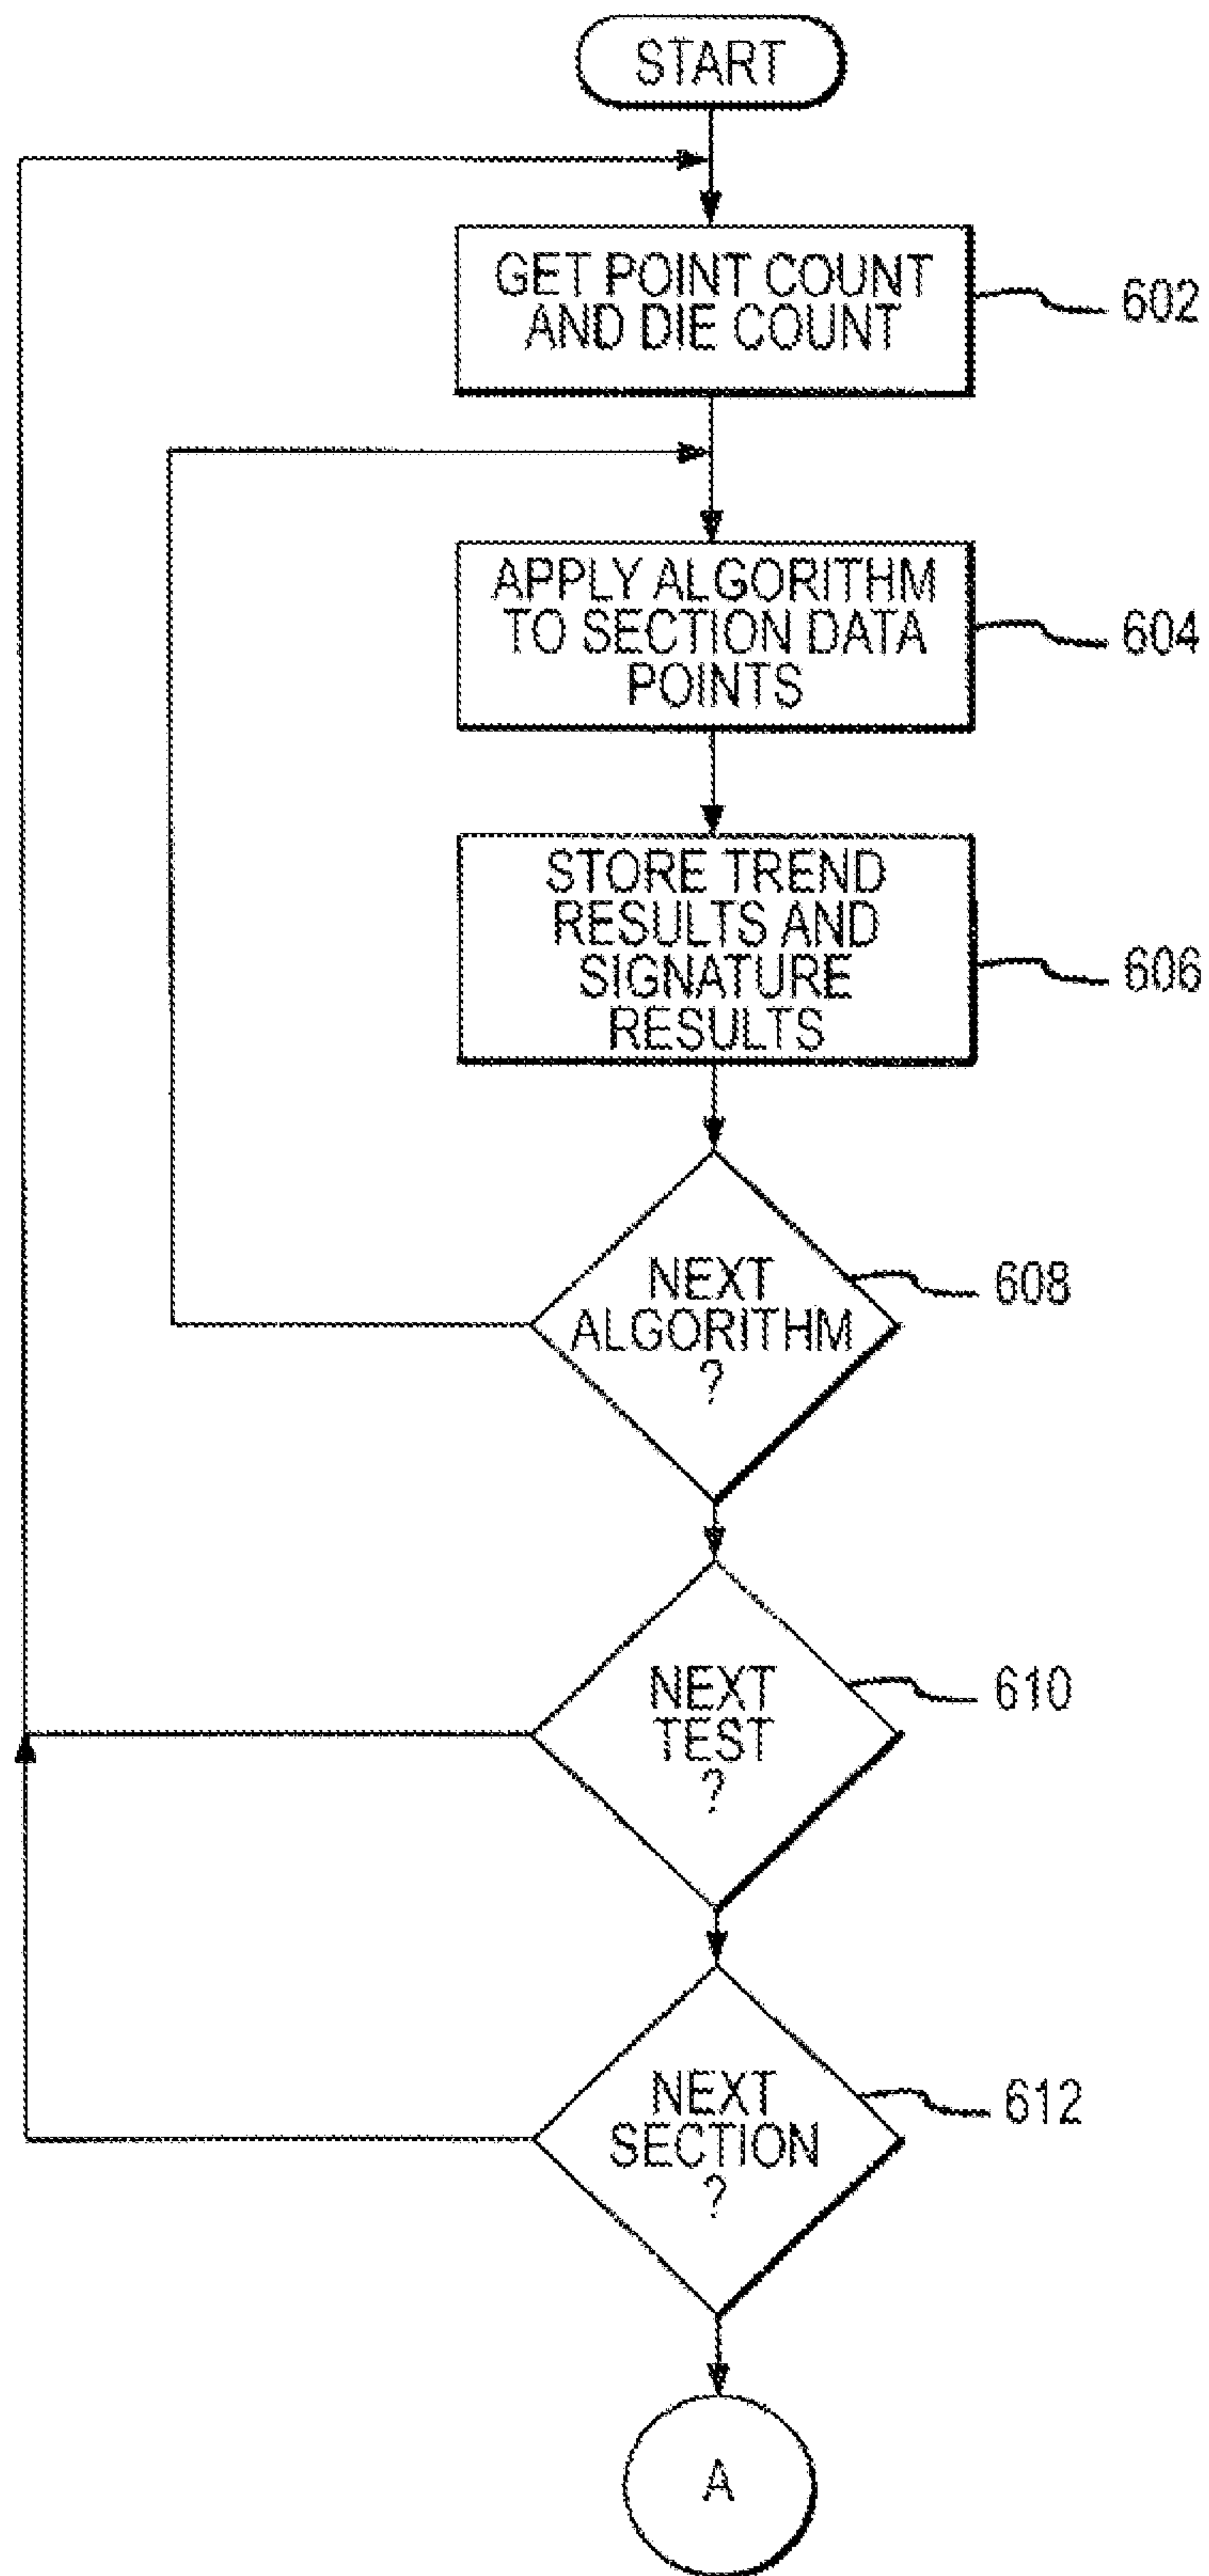 START
GET POINT COUNT
AND DIE COUNT
602
APPLY ALGORITHM
TO SECTION DATA
POINTS
604
STORE TREND
RESULTS AND
SIGNATURE
RESULTS
606
NEXT
ALGORITHM
?
608
NEXT
TEST
?
610
NEXT
SECTION
?
612
A